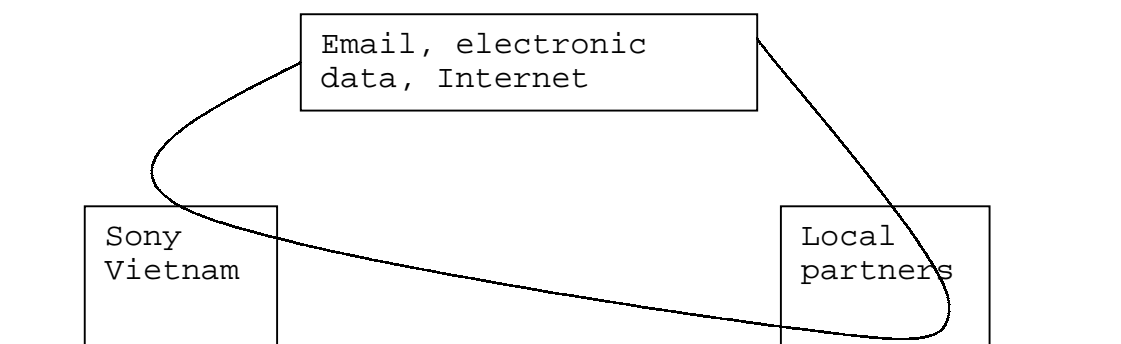 Email, electronic
data, Internet
Sony
Vietnam
Local
partners